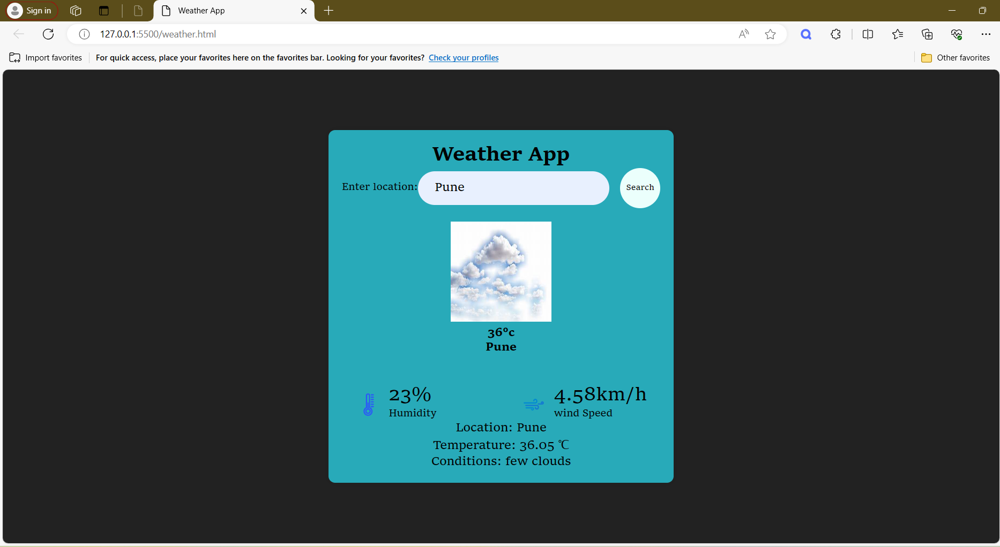 Sign in
Weather App
127.0.0.1:5500/weather.html
Import favorites
For quick access, place your favorites here on the favorites bar. Looking for your favorites? Check your profiles
Other favorites
Weather App
Enter location: Pune Search
36°c
Pune
23%
Humidity
4.58km/h
wind Speed
Location: Pune
Temperature: 36.05 ℃
Conditions: few clouds